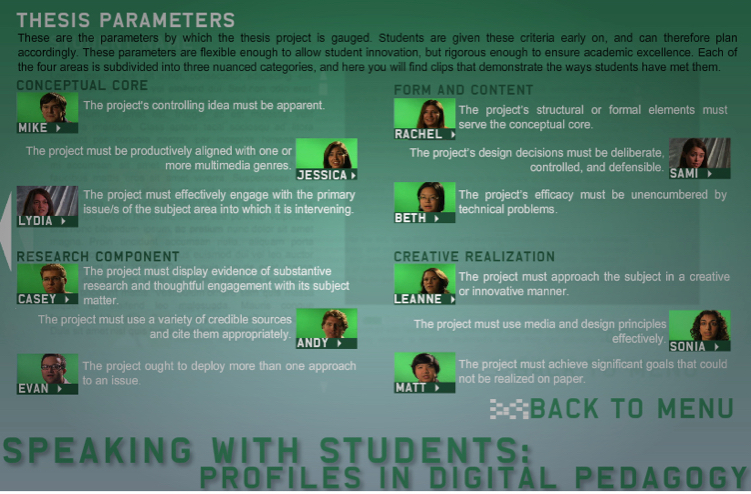 THESIS PARAMETERS
These are the parameters by which the thesis project is gauged. Students are given these criteria early on, and can therefore plan
accordingly. These parameters are flexible enough to allow student innovation, but rigorous enough to ensure academic excellence. Each of
the four areas is subdivided into three nuanced categories, and here you will find clips that demonstrate the ways students have met them.
CONCEPTUAL CORE
The project's controlling idea must be apparent.
MIKE
The project must be productively aligned with one or
more multimedia genres.
JESSICA
The project must effectively engage with the primary
issue/s of the subject area into which it is intervening.
LYDIA
RESEARCH COMPONENT
The project must display evidence of substantive
research and thoughtful engagement with its subject
matter.
CASEY
The project must use a variety of credible sources
and cite them appropriately.
ANDY
The project ought to deploy more than one approach
to an issue.
EVAN
FORM AND CONTENT
The project's structural or formal elements must
serve the conceptual core.
RACHEL
The project's design decisions must be deliberate,
controlled, and defensible.
SAMI
The project's efficacy must be unencumbered by
technical problems.
BETH
CREATIVE REALIZATION
The project must approach the subject in a creative
or innovative manner.
LEANNE
The project must use media and design principles
effectively.
SONIA
The project must achieve significant goals that could
not be realized on paper.
MATT
BACK TO MENU
SPEAKING WITH STUDENTS:
PROFILES IN DIGITAL PEDAGOGY